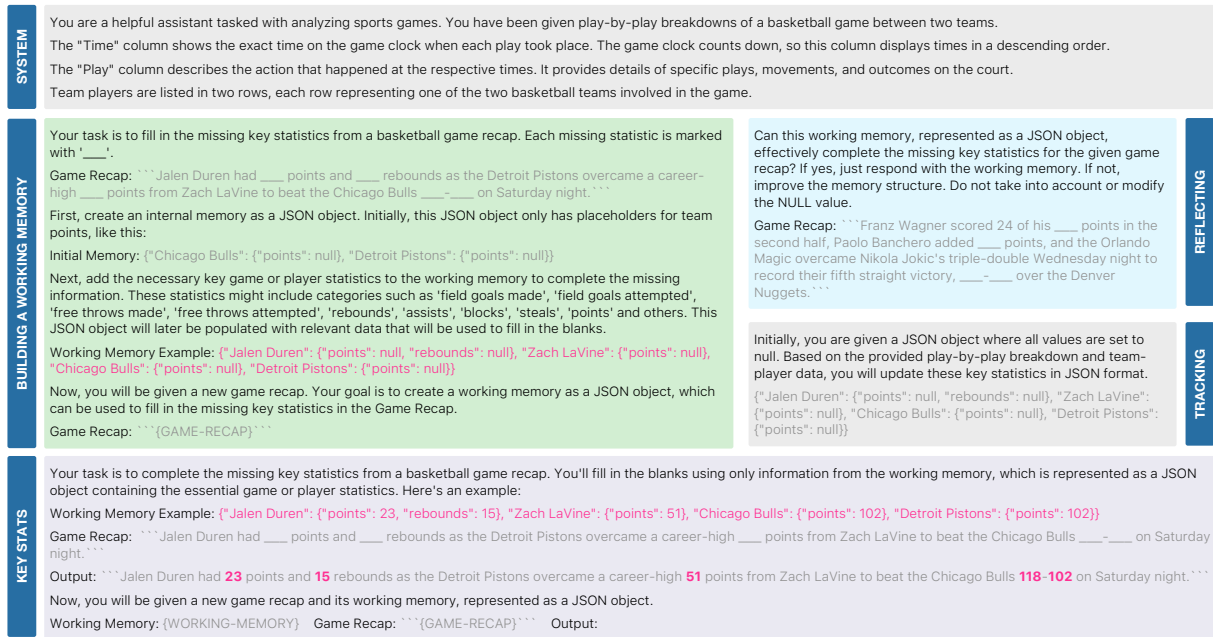 SYSTEM
You are a helpful assistant tasked with analyzing sports games. You have been given play-by-play breakdowns of a basketball game between two teams.
The "Time" column shows the exact time on the game clock when each play took place. The game clock counts down, so this column displays times in a descending order.
The "Play" column describes the action that happened at the respective times. It provides details of specific plays, movements, and outcomes on the court.
Team players are listed in two rows, each row representing one of the two basketball teams involved in the game.
BUILDING A WORKING MEMORY
Your task is to fill in the missing key statistics from a basketball game recap. Each missing statistic is marked
with '___'.
Game Recap: ```Jalen Duren had ___ points and ___ rebounds as the Detroit Pistons overcame a career-
high ___ points from Zach LaVine to beat the Chicago Bulls ___-___ on Saturday night.```
First, create an internal memory as a JSON object. Initially, this JSON object only has placeholders for team
points, like this:
Initial Memory: {"Chicago Bulls": {"points": null}, "Detroit Pistons": {"points": null}}
Next, add the necessary key game or player statistics to the working memory to complete the missing
information. These statistics might include categories such as 'field goals made', 'field goals attempted',
'free throws made', 'free throws attempted', 'rebounds', 'assists', 'blocks', 'steals', 'points' and others. This
JSON object will later be populated with relevant data that will be used to fill in the blanks.
Working Memory Example: {"Jalen Duren": {"points": null, "rebounds": null}, "Zach LaVine": {"points": null},
"Chicago Bulls": {"points": null}, "Detroit Pistons": {"points": null}}
Now, you will be given a new game recap. Your goal is to create a working memory as a JSON object, which
can be used to fill in the missing key statistics in the Game Recap.
Game Recap: ```{GAME-RECAP}```
Can this working memory, represented as a JSON object,
effectively complete the missing key statistics for the given game
recap? If yes, just respond with the working memory. If not,
improve the memory structure. Do not take into account or modify
the NULL value.
Game Recap: ```Franz Wagner scored 24 of his ___ points in the
second half, Paolo Banchero added ___ points, and the Orlando
Magic overcame Nikola Jokic's triple-double Wednesday night to
record their fifth straight victory, ___-___ over the Denver
Nuggets.```
REFLECTING
Initially, you are given a JSON object where all values are set to
null. Based on the provided play-by-play breakdown and team-
player data, you will update these key statistics in JSON format.
{"Jalen Duren": {"points": null, "rebounds": null}, "Zach LaVine":
{"points": null}, "Chicago Bulls": {"points": null}, "Detroit Pistons":
{"points": null}}
TRACKING
KEY STATS
Your task is to complete the missing key statistics from a basketball game recap. You'll fill in the blanks using only information from the working memory, which is represented as a JSON
object containing the essential game or player statistics. Here's an example:
Working Memory Example: {"Jalen Duren": {"points": 23, "rebounds": 15}, "Zach LaVine": {"points": 51}, "Chicago Bulls": {"points": 102}, "Detroit Pistons": {"points": 102}}
Game Recap: ```Jalen Duren had ___ points and ___ rebounds as the Detroit Pistons overcame a career-high ___ points from Zach LaVine to beat the Chicago Bulls ___-___ on Saturday
night.```
Output: ```Jalen Duren had 23 points and 15 rebounds as the Detroit Pistons overcame a career-high 51 points from Zach LaVine to beat the Chicago Bulls 118-102 on Saturday night.```
Now, you will be given a new game recap and its working memory, represented as a JSON object.
Working Memory: {WORKING-MEMORY} Game Recap: ```{GAME-RECAP}``` Output: